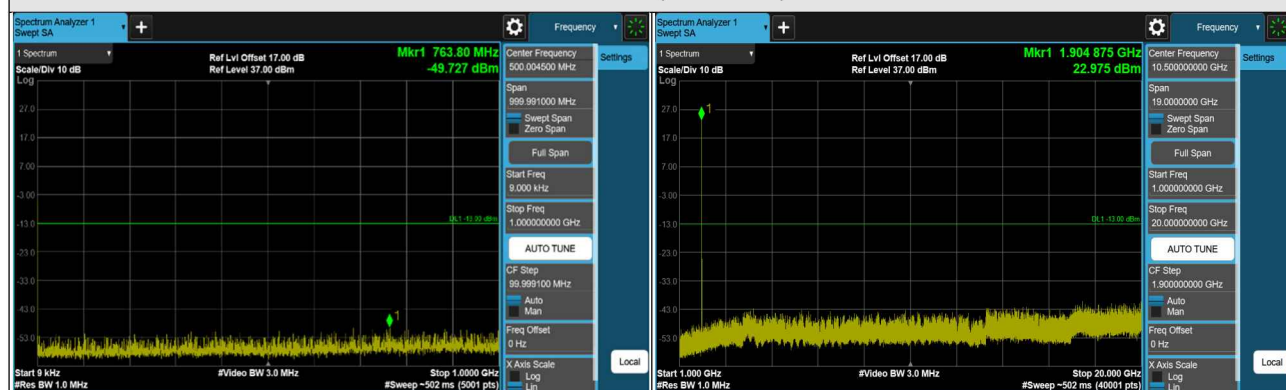 Spectrum Analyzer 1
Swept SA
Frequency
1 Spectrum
Scale/Div 10 dB
Log
Ref Lvl Offset 17.00 dB
Ref Level 37.00 dBm
Mkr1 763.80 MHz
-49.727 dBm
27.0
17.0
7.00
-3.00
-13.0
-23.0
-33.0
-43.0
-53.0
DL1 -13.00 dBm
1
Start 9 kHz
#Res BW 1.0 MHz
#Video BW 3.0 MHz
Stop 1.0000 GHz
#Sweep ~502 ms (5001 pts)
Center Frequency
500.004500 MHz
Settings
Span
999.991000 MHz
Swept Span
Zero Span
Full Span
Start Freq
9.000 kHz
Stop Freq
1.000000000 GHz
AUTO TUNE
CF Step
99.999100 MHz
Auto
Man
Freq Offset
0 Hz
X Axis Scale
Log
Lin
Local
Spectrum Analyzer 1
Swept SA
Frequency
1 Spectrum
Scale/Div 10 dB
Log
Ref Lvl Offset 17.00 dB
Ref Level 37.00 dBm
Mkr1 1.904 875 GHz
22.975 dBm
27.0
17.0
7.00
-3.00
-13.0
-23.0
-33.0
-43.0
-53.0
1
DL1 -13.00 dBm
Start 1.000 GHz
#Res BW 1.0 MHz
#Video BW 3.0 MHz
Stop 20.000 GHz
#Sweep ~502 ms (40001 pts)
Center Frequency
10.500000000 GHz
Settings
Span
19.0000000 GHz
Swept Span
Zero Span
Full Span
Start Freq
1.000000000 GHz
Stop Freq
20.000000000 GHz
AUTO TUNE
CF Step
1.900000000 GHz
Auto
Man
Freq Offset
0 Hz
X Axis Scale
Log
Lin
Local